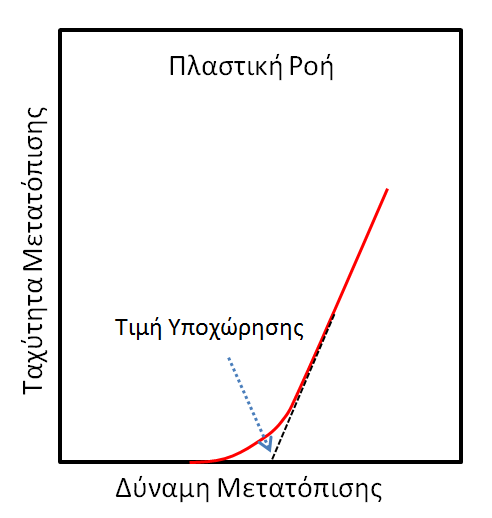 Πλαστική Ροή
Ταχύτητα Μετατόπισης
Τιμή Υποχώρησης
Δύναμη Μετατόπισης